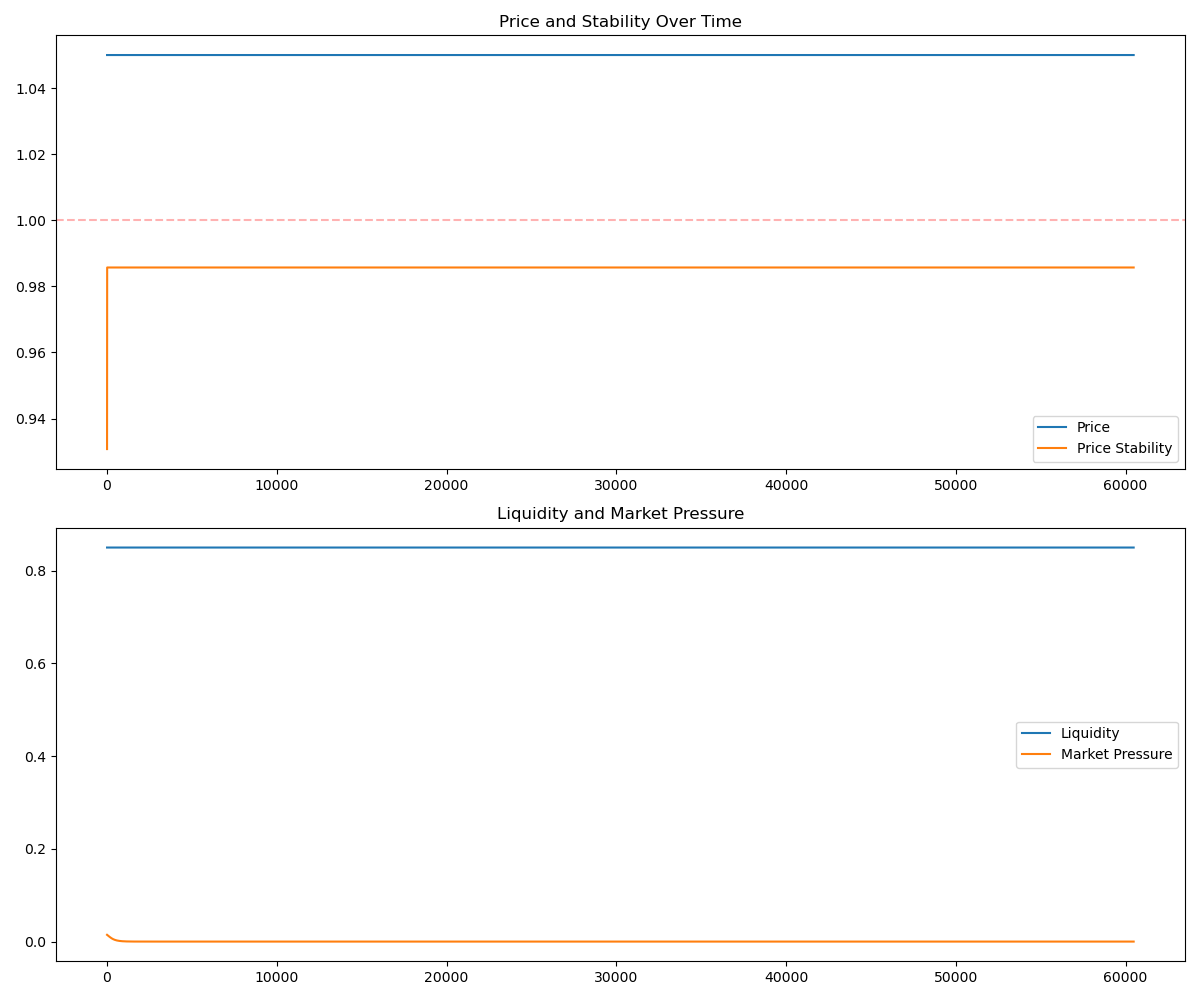 Price and Stability Over Time
1.04
1.02
1.00
0.98
0.96
0.94
Price
Price Stability
0 10000 20000 30000 40000 50000 60000
Liquidity and Market Pressure
0.8
0.6
0.4
0.2
0.0
Liquidity
Market Pressure
0 10000 20000 30000 40000 50000 60000